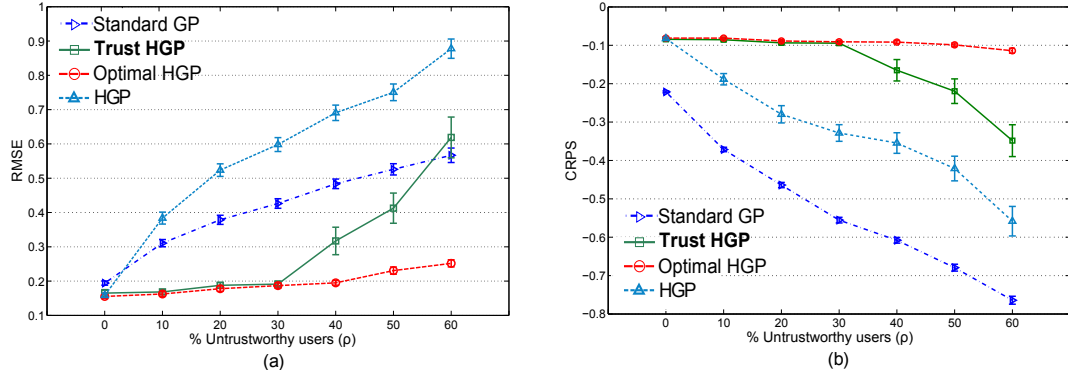 Standard GP
Trust HGP
Optimal HGP
HGP
1
0.9
0.8
0.7
0.6
0.5
0.4
0.3
0.2
0.1
RMSE
0 10 20 30 40 50 60
% Untrustworthy users (ρ)
(a)
0
−0.1
−0.2
−0.3
−0.4
−0.5
−0.6
−0.7
−0.8
CRPS
Standard GP
Trust HGP
Optimal HGP
HGP
0 10 20 30 40 50 60
% Untrustworthy users (ρ)
(b)